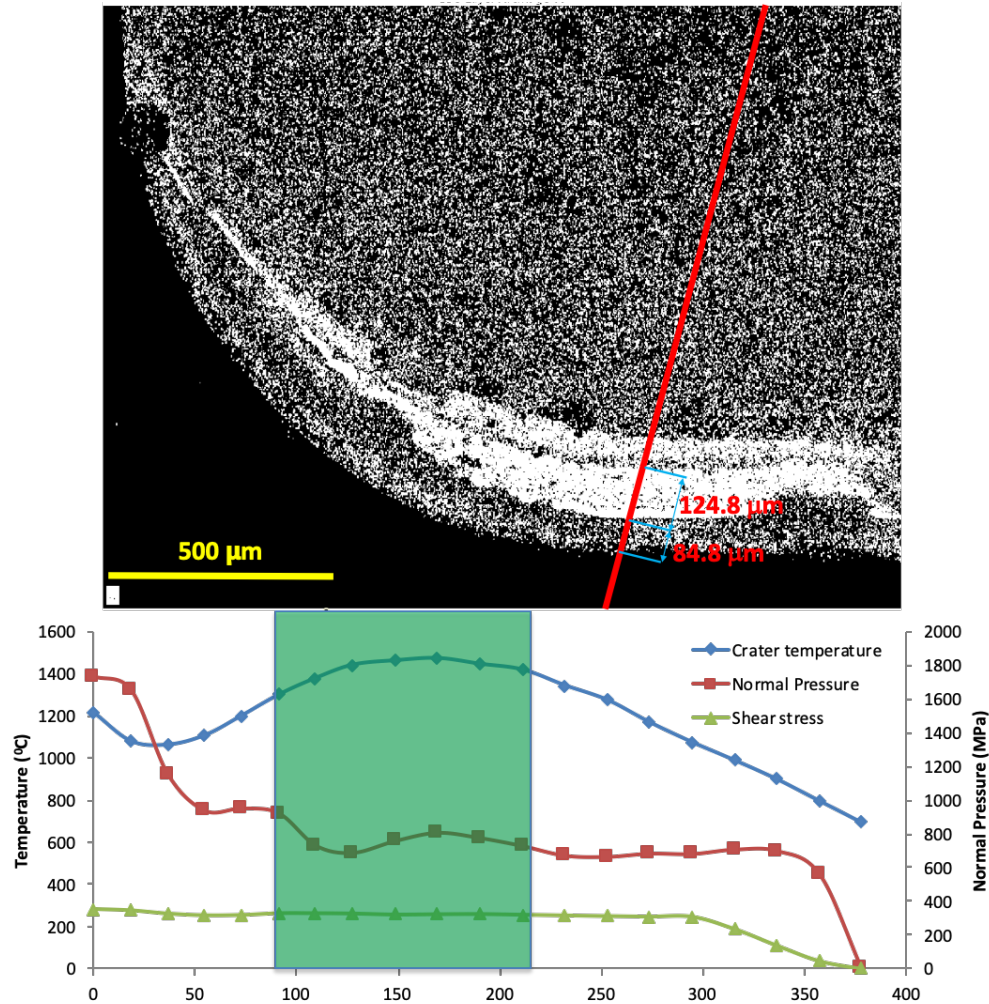 124.8 µm
500 µm
84.8 µm
1600 2000
1400 1800
1200 1600
1000 1400
800 1200
600 1000
400 800
200 600
0 400
200
0
Crater temperature
Normal Pressure
Shear stress
Temperature (ºC)
Normal Pressure (MPa)
0 50 100 150 200 250 300 350 400